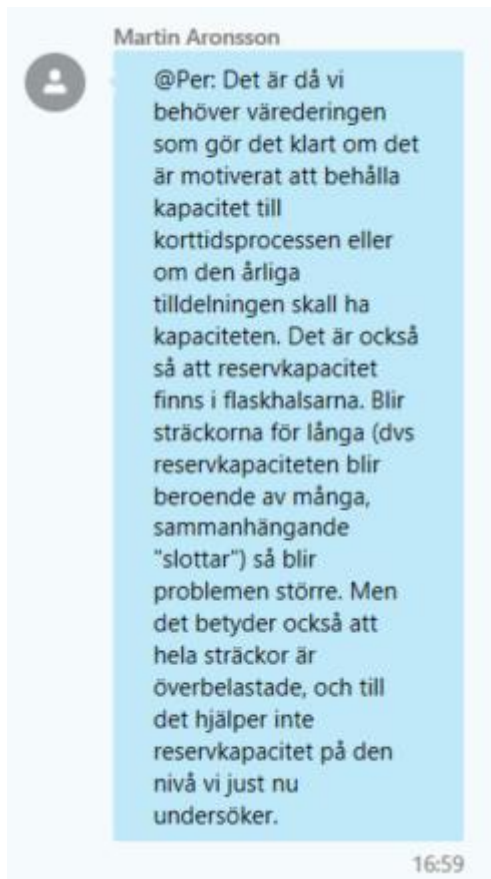 Martin Aronsson
@Per: Det är då vi
behöver värederingen
som gör det klart om det
är motiverat att behålla
kapacitet till
korttidsprocessen eller
om den årliga
tilldelningen skall ha
kapaciteten. Det är också
så att reservkapacitet
finns i flaskhalsarna. Blir
sträckorna för långa (dvs
reservkapaciteten blir
beroende av många,
sammanhängande
"slottar") så blir
problemen större. Men
det betyder också att
hela sträckor är
överbelastade, och till
det hjälper inte
reservkapacitet på den
nivå vi just nu
undersöker.
16:59